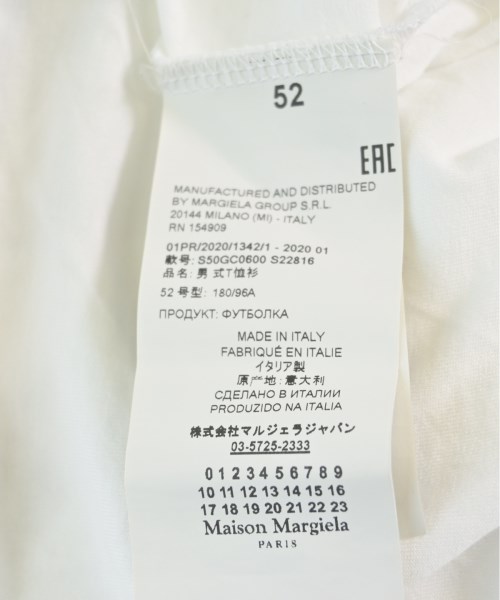 52
EAC
MANUFACTURED AND DISTRIBUTED
BY MARGIELA GROUP S.R.L.
20144 MILANO (MI) - ITALY
RN 154909
01PR/2020/1342/1 - 2020 01
款号: S50GC0600 S22816
品名: 男 式T恤衫
52 号型: 180/96A
ПРОДУКТ: ФУТБОЛКА
MADE IN ITALY
FABRIQUÉ EN ITALIE
イタリア製
原产地: 意大利
СДЕЛАНО В ИТАЛИИ
PRODUZIDO NA ITALIA
株式会社マルジェラジャパン
03-5725-2333
0 1 2 3 4 5 6 7 8 9
10 11 12 13 14 15 16
17 18 19 20 21 22 23
Maison Margiela
PARIS